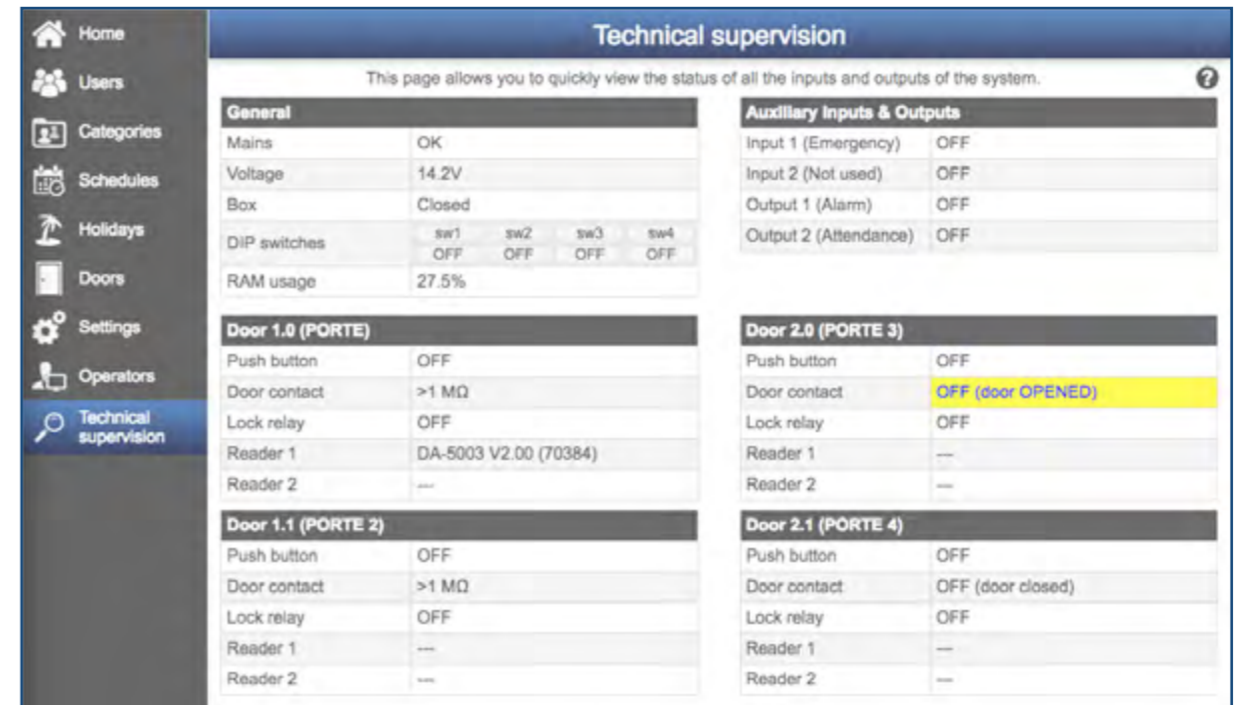 Home
Users
Categories
Schedules
Holidays
Doors
Settings
Operators
Technical
supervision
Technical supervision
This page allows you to quickly view the status of all the inputs and outputs of the system.
?
General
Mains OK
Voltage 14.2V
Box Closed
DIP switches sw1 sw2 sw3 sw4
OFF OFF OFF OFF
RAM usage 27.5%
Auxiliary Inputs & Outputs
Input 1 (Emergency) OFF
Input 2 (Not used) OFF
Output 1 (Alarm) OFF
Output 2 (Attendance) OFF
Door 1.0 (PORTE)
Push button OFF
Door contact >1 MΩ
Lock relay OFF
Reader 1 DA-5003 V2.00 (70384)
Reader 2 ---
Door 2.0 (PORTE 3)
Push button OFF
Door contact OFF (door OPENED)
Lock relay OFF
Reader 1 ---
Reader 2 ---
Door 1.1 (PORTE 2)
Push button OFF
Door contact >1 MΩ
Lock relay OFF
Reader 1 ---
Reader 2 ---
Door 2.1 (PORTE 4)
Push button OFF
Door contact OFF (door closed)
Lock relay OFF
Reader 1 ---
Reader 2 ---